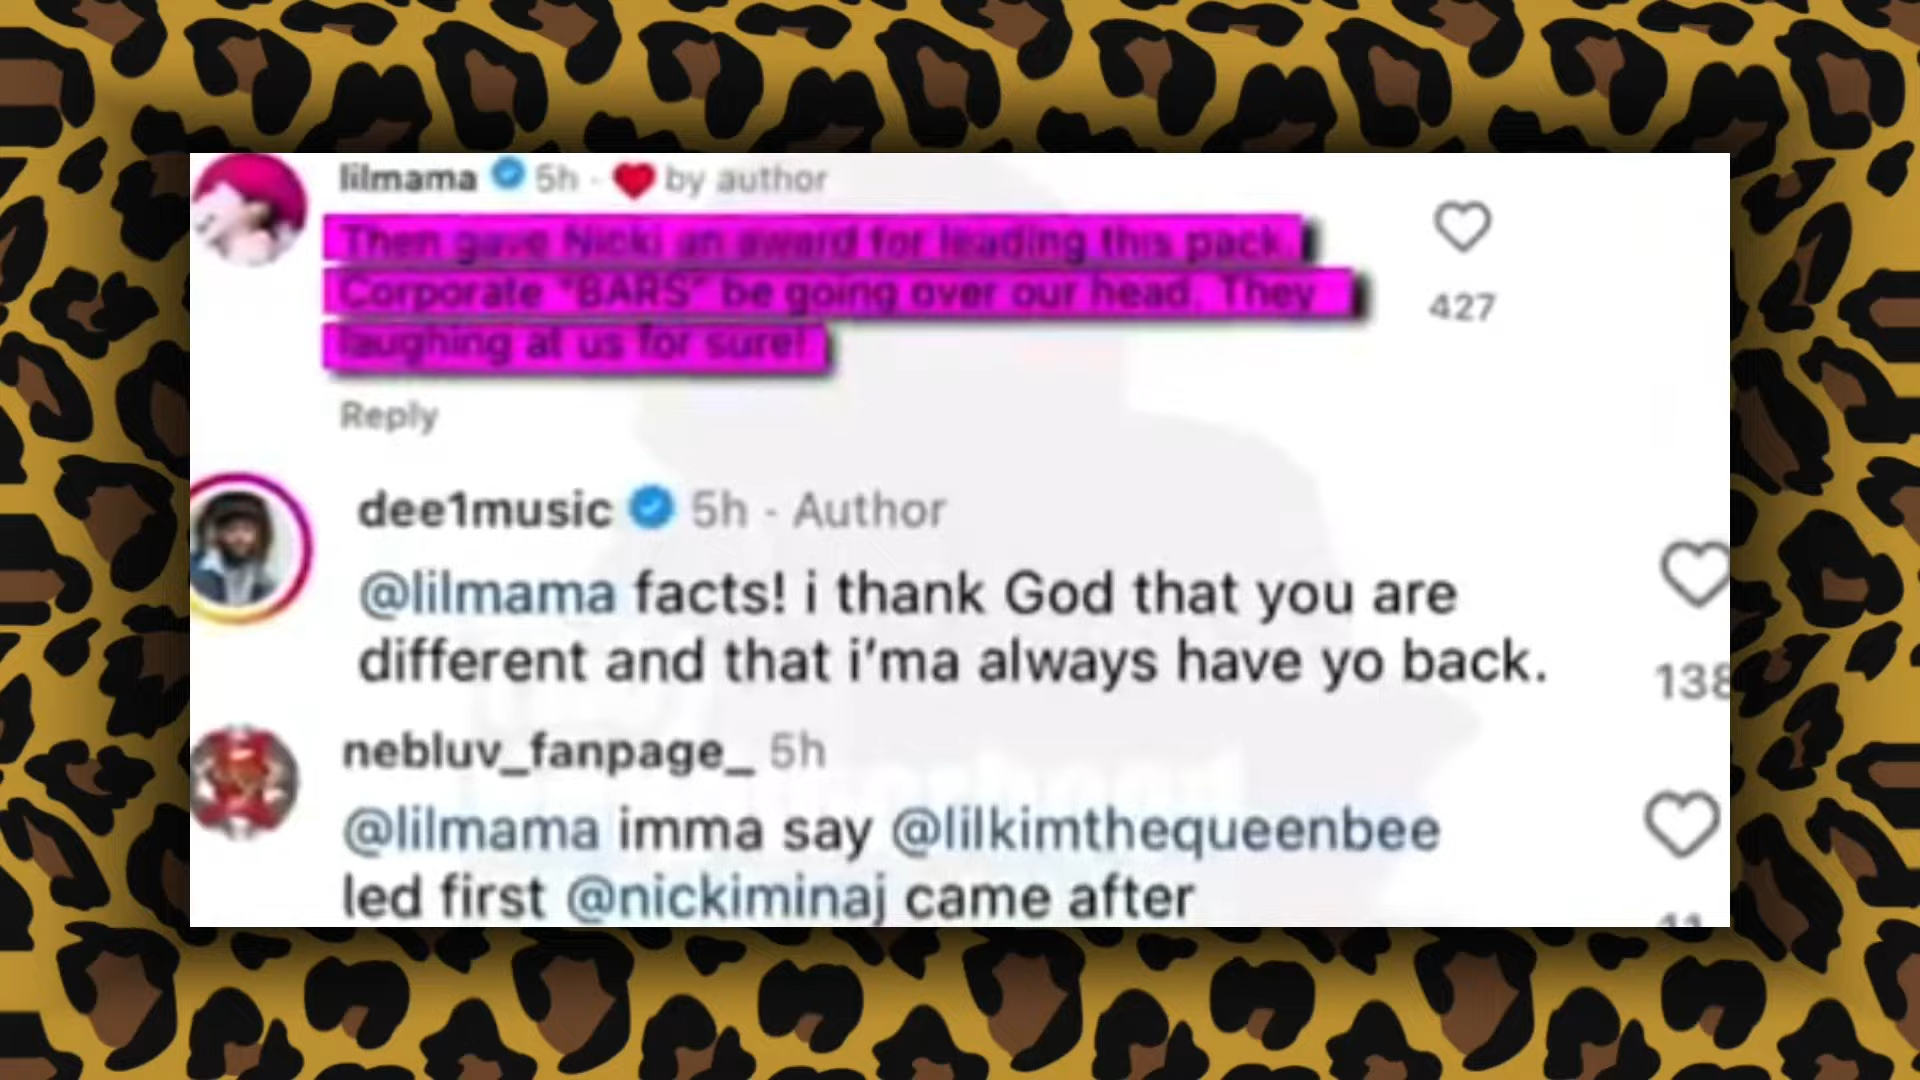 lilmama 5h · by author
Then gave Nicki an award for leading this pack.
Corporate "BARS" be going over our head. They
laughing at us for sure!
427
Reply
dee1music 5h · Author
@lilmama facts! i thank God that you are
different and that i'ma always have yo back.
138
nebluv_fanpage_ 5h
@lilmama imma say @lilkimthequeenbee
led first @nickiminaj came after